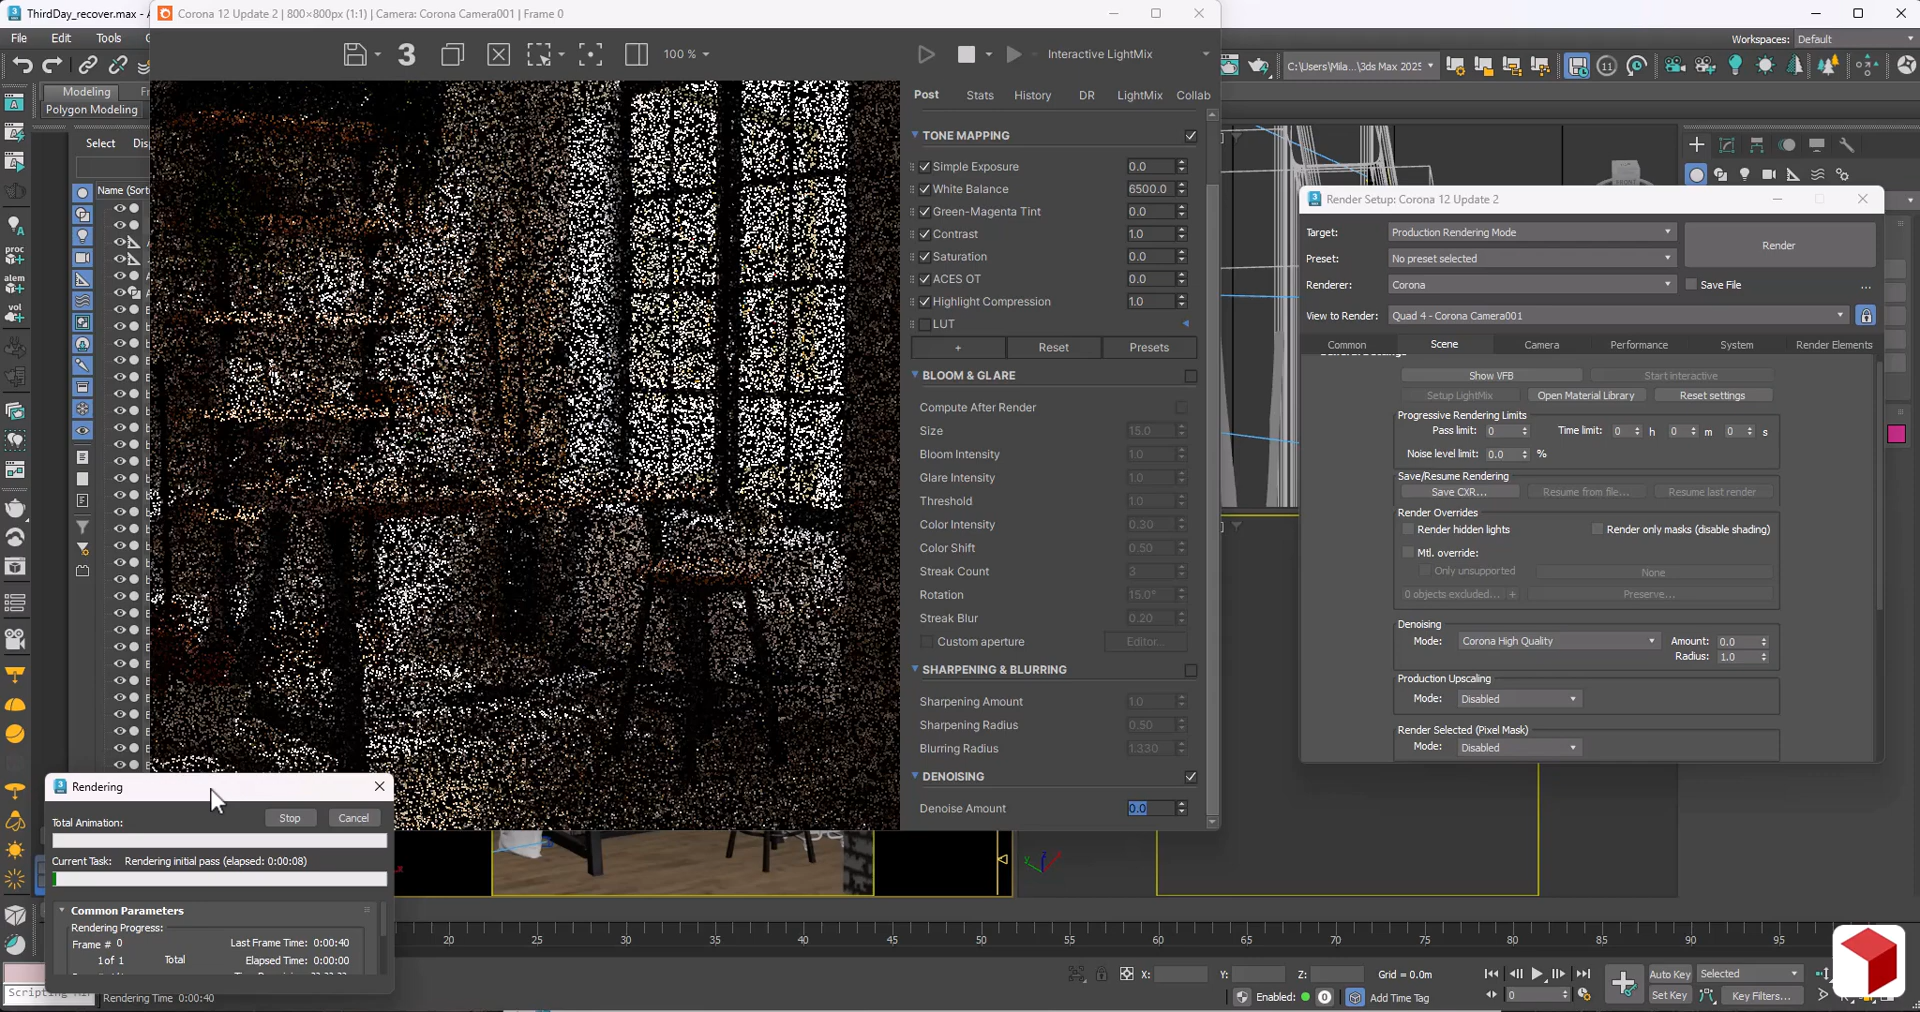 ThirdDay_recover.max - A
Corona 12 Update 2 | 800×800px (1:1) | Camera: Corona Camera001 | Frame 0
File Edit Tools
Workspaces: Default
100 %
Interactive LightMix
C:\Users\Mila...\3ds Max 2025
Modeling
Polygon Modeling
Select
Name (Sort
Post Stats History DR LightMix Collab
TONE MAPPING
Simple Exposure 0.0
White Balance 6500.0
Green-Magenta Tint 0.0
Contrast 1.0
Saturation 0.0
ACES OT 0.0
Highlight Compression 1.0
LUT
+ Reset Presets
BLOOM & GLARE
Compute After Render
Size 15.0
Bloom Intensity 1.0
Glare Intensity 1.0
Threshold 1.0
Color Intensity 0.30
Color Shift 0.50
Streak Count 3
Rotation 15.0°
Streak Blur 0.20
Custom aperture Editor...
SHARPENING & BLURRING
Sharpening Amount 1.0
Sharpening Radius 0.50
Blurring Radius 1.330
DENOISING
Denoise Amount 0.0
proc
alem
vol
FRONT
Render Setup: Corona 12 Update 2
Target: Production Rendering Mode
Render
Preset: No preset selected
Renderer: Corona
Save File
...
View to Render: Quad 4 - Corona Camera001
Common Scene Camera Performance System Render Elements
Show VFB Start interactive
Setup LightMix Open Material Library Reset settings
Progressive Rendering Limits
Pass limit: 0 Time limit: 0 h 0 m 0 s
Noise level limit: 0.0 %
Save/Resume Rendering
Save CXR... Resume from file... Resume last render
Render Overrides
Render hidden lights Render only masks (disable shading)
Mtl. override:
Only unsupported None
0 objects excluded... + Preserve...
Denoising
Mode: Corona High Quality Amount: 0.0
Radius: 1.0
Production Upscaling
Mode: Disabled
Render Selected (Pixel Mask)
Mode: Disabled
Rendering
Total Animation: Stop Cancel
Current Task: Rendering initial pass (elapsed: 0:00:08)
Common Parameters
Rendering Progress:
Frame # 0 Last Frame Time: 0:00:40
1 of 1 Total Elapsed Time: 0:00:00
Rendering Time 0:00:40
20 25 30 35 40 45 50 55 60 65 70 75 80 85 90 95
X: Y: Z: Grid = 0.0m
Enabled: 0 Add Time Tag
0
Auto Key Selected
Set Key Key Filters...